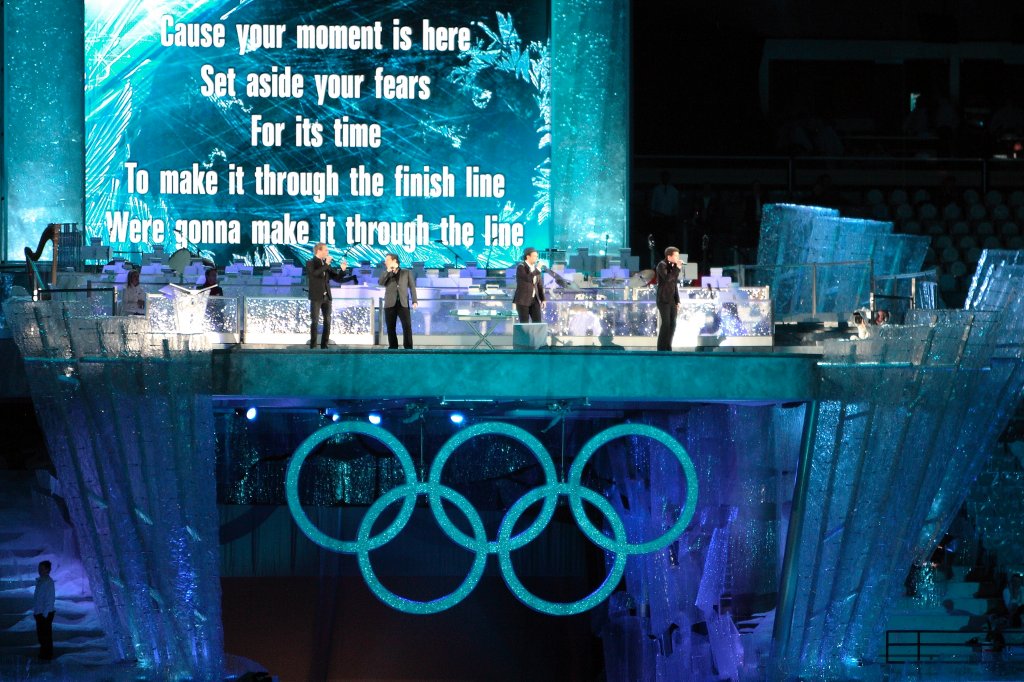 Cause your moment is here
Set aside your fears
For its time
To make it through the finish line
Were gonna make it through the line